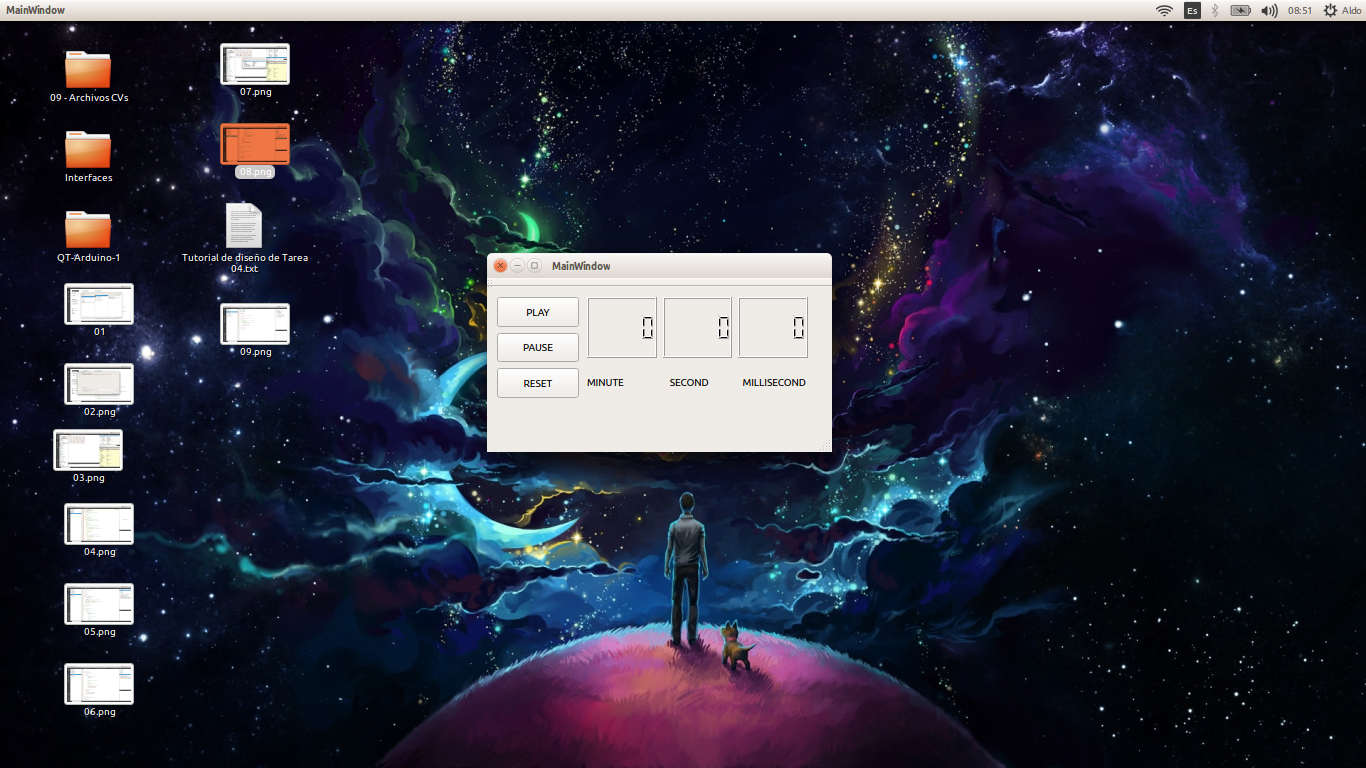 MainWindow
Es
08:51
Aldo
09 - Archivos CVs
Interfaces
QT-Arduino-1
01
02.png
03.png
04.png
05.png
06.png
07.png
08.png
Tutorial de diseño de Tarea
04.txt
09.png
MainWindow
PLAY
PAUSE
RESET
0
0
0
MINUTE
SECOND
MILLISECOND